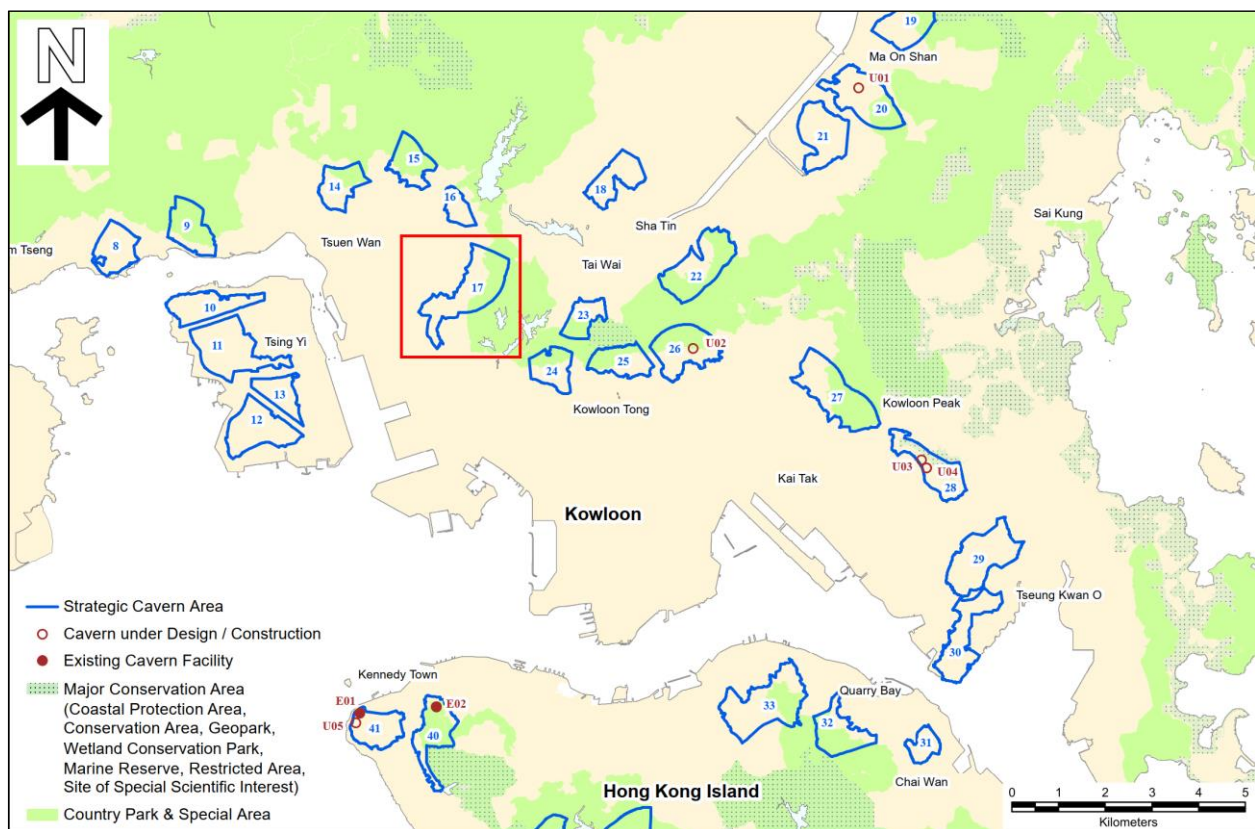 N
19
Ma On Shan
U01
20
21
15
14
16
18
9
8
m Tseng
Tsuen Wan
Sha Tin
Sai Kung
Tai Wai
22
17
10
23
11
Tsing Yi
26
U02
25
24
13
Kowloon Tong
27
Kowloon Peak
12
U03
U04
28
Kai Tak
Kowloon
29
Tseung Kwan O
30
Strategic Cavern Area
Cavern under Design / Construction
Existing Cavern Facility
Major Conservation Area
(Coastal Protection Area,
Conservation Area, Geopark,
Wetland Conservation Park,
Marine Reserve, Restricted Area,
Site of Special Scientific Interest)
Country Park & Special Area
Kennedy Town
E01
E02
U05
41
40
Quarry Bay
33
32
31
Chai Wan
Hong Kong Island
0 1 2 3 4 5
Kilometers